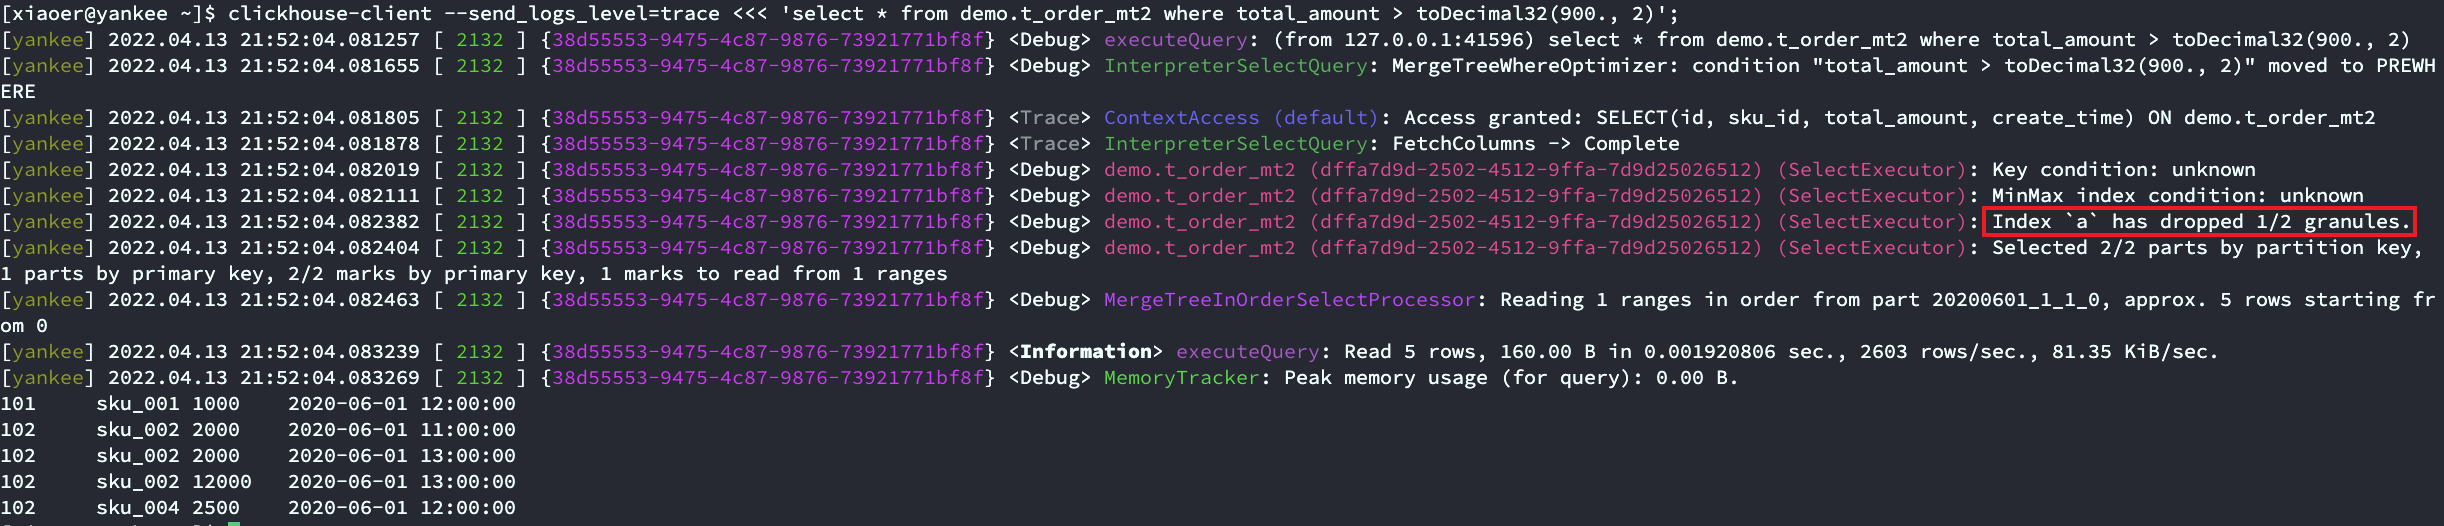 [xiaoer@yankee ~]$ clickhouse-client --send_logs_level=trace <<< 'select * from demo.t_order_mt2 where total_amount > toDecimal32(900., 2)';
[yankee] 2022.04.13 21:52:04.081257 [ 2132 ] {38d55553-9475-4c87-9876-73921771bf8f} <Debug> executeQuery: (from 127.0.0.1:41596) select * from demo.t_order_mt2 where total_amount > toDecimal32(900., 2)
[yankee] 2022.04.13 21:52:04.081655 [ 2132 ] {38d55553-9475-4c87-9876-73921771bf8f} <Debug> InterpreterSelectQuery: MergeTreeWhereOptimizer: condition "total_amount > toDecimal32(900., 2)" moved to PREWH
ERE
[yankee] 2022.04.13 21:52:04.081805 [ 2132 ] {38d55553-9475-4c87-9876-73921771bf8f} <Trace> ContextAccess (default): Access granted: SELECT(id, sku_id, total_amount, create_time) ON demo.t_order_mt2
[yankee] 2022.04.13 21:52:04.081878 [ 2132 ] {38d55553-9475-4c87-9876-73921771bf8f} <Trace> InterpreterSelectQuery: FetchColumns -> Complete
[yankee] 2022.04.13 21:52:04.082019 [ 2132 ] {38d55553-9475-4c87-9876-73921771bf8f} <Debug> demo.t_order_mt2 (dffa7d9d-2502-4512-9ffa-7d9d25026512) (SelectExecutor): Key condition: unknown
[yankee] 2022.04.13 21:52:04.082111 [ 2132 ] {38d55553-9475-4c87-9876-73921771bf8f} <Debug> demo.t_order_mt2 (dffa7d9d-2502-4512-9ffa-7d9d25026512) (SelectExecutor): MinMax index condition: unknown
[yankee] 2022.04.13 21:52:04.082382 [ 2132 ] {38d55553-9475-4c87-9876-73921771bf8f} <Debug> demo.t_order_mt2 (dffa7d9d-2502-4512-9ffa-7d9d25026512) (SelectExecutor): Index `a` has dropped 1/2 granules.
[yankee] 2022.04.13 21:52:04.082404 [ 2132 ] {38d55553-9475-4c87-9876-73921771bf8f} <Debug> demo.t_order_mt2 (dffa7d9d-2502-4512-9ffa-7d9d25026512) (SelectExecutor): Selected 2/2 parts by partition key,
1 parts by primary key, 2/2 marks by primary key, 1 marks to read from 1 ranges
[yankee] 2022.04.13 21:52:04.082463 [ 2132 ] {38d55553-9475-4c87-9876-73921771bf8f} <Debug> MergeTreeInOrderSelectProcessor: Reading 1 ranges in order from part 20200601_1_1_0, approx. 5 rows starting fr
om 0
[yankee] 2022.04.13 21:52:04.083239 [ 2132 ] {38d55553-9475-4c87-9876-73921771bf8f} <Information> executeQuery: Read 5 rows, 160.00 B in 0.001920806 sec., 2603 rows/sec., 81.35 KiB/sec.
[yankee] 2022.04.13 21:52:04.083269 [ 2132 ] {38d55553-9475-4c87-9876-73921771bf8f} <Debug> MemoryTracker: Peak memory usage (for query): 0.00 B.
101 sku_001 1000 2020-06-01 12:00:00
102 sku_002 2000 2020-06-01 11:00:00
102 sku_002 2000 2020-06-01 13:00:00
102 sku_002 12000 2020-06-01 13:00:00
102 sku_004 2500 2020-06-01 12:00:00